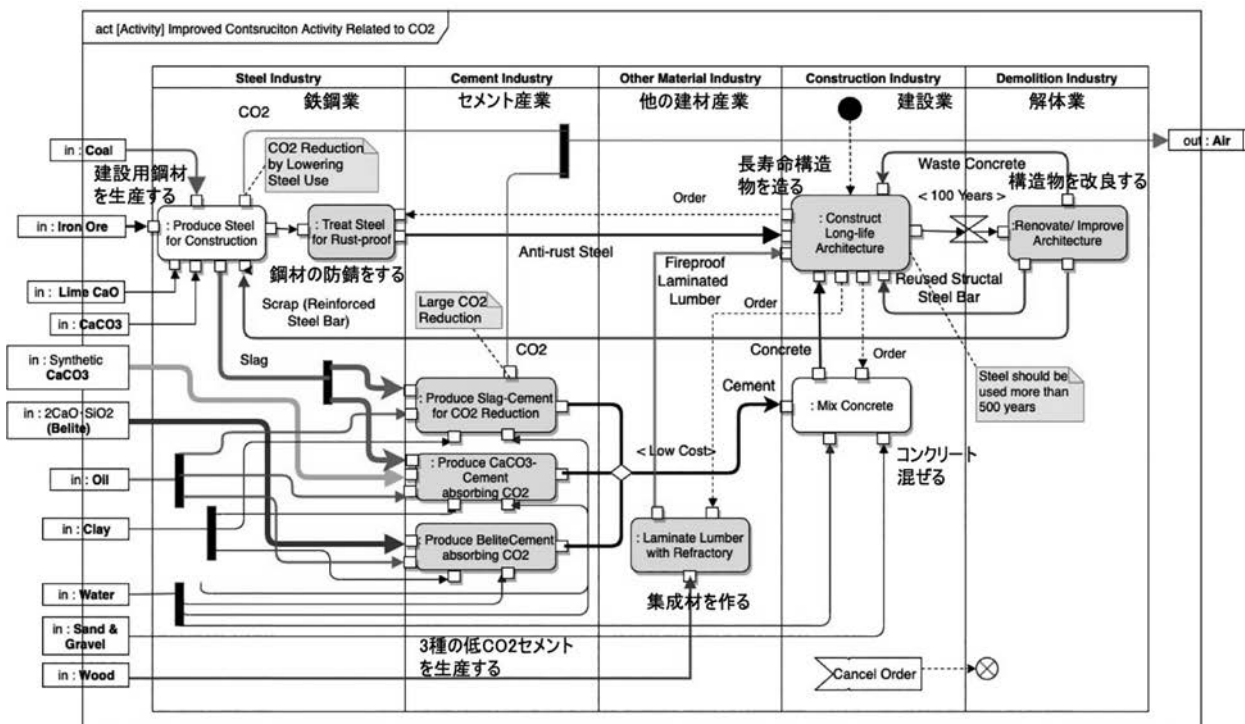 act [Activity] Improved Contsruciton Activity Related to CO2
Steel Industry
Cement Industry
Other Material Industry
Construction Industry
Demolition Industry
鉄鋼業
セメント産業
他の建材産業
建設業
解体業
CO2
in : Coal
CO2 Reduction
by Lowering
Steel Use
out : Air
建設用鋼材
を生産する
長寿命構造
物を造る
Waste Concrete
構造物を改良する
< 100 Years >
Order
in : Iron Ore
: Produce Steel
for Construction
: Treat Steel
for Rust-proof
: Construct
Long-life
Architecture
:Renovate/ Improve
Architecture
Anti-rust Steel
鋼材の防錆をする
Fireproof
Laminated
Lumber
in : Lime CaO
Scrap (Reinforced
Steel Bar)
Large CO2
Reduction
Order
Reused Structal
Steel Bar
in : CaCO3
in : Synthetic
CaCO3
Slag
CO2
Concrete
Order
Cement
Steel should be
used more than
500 years
: Produce Slag-Cement
for CO2 Reduction
: Mix Concrete
in : 2CaO·SiO2
(Belite)
< Low Cost>
コンクリート
混ぜる
in : Oil
: Produce CaCO3-
Cement
absorbing CO2
in : Clay
: Produce BeliteCement
absorbing CO2
: Laminate Lumber
with Refractory
in : Water
集成材を作る
in : Sand &
Gravel
3種の低CO2セメント
を生産する
in : Wood
Cancel Order